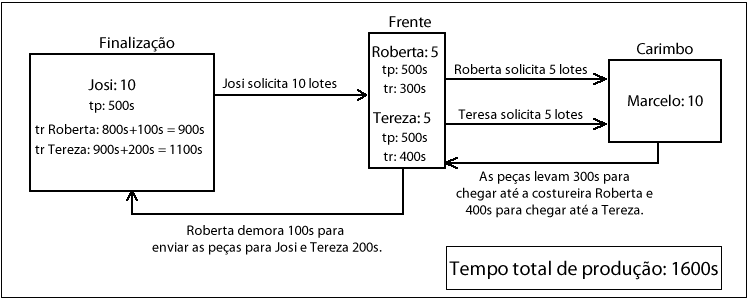 Finalização
Josi: 10
tp: 500s
tr Roberta: 800s+100s = 900s
tr Tereza: 900s+200s = 1100s
Josi solicita 10 lotes
Frente
Roberta: 5
tp: 500s
tr: 300s
Tereza: 5
tp: 500s
tr: 400s
Roberta solicita 5 lotes
Teresa solicita 5 lotes
Carimbo
Marcelo: 10
As peças levam 300s para
chegar até a costureira Roberta e
400s para chegar até a Tereza.
Roberta demora 100s para
enviar as peças para Josi e Tereza 200s.
Tempo total de produção: 1600s